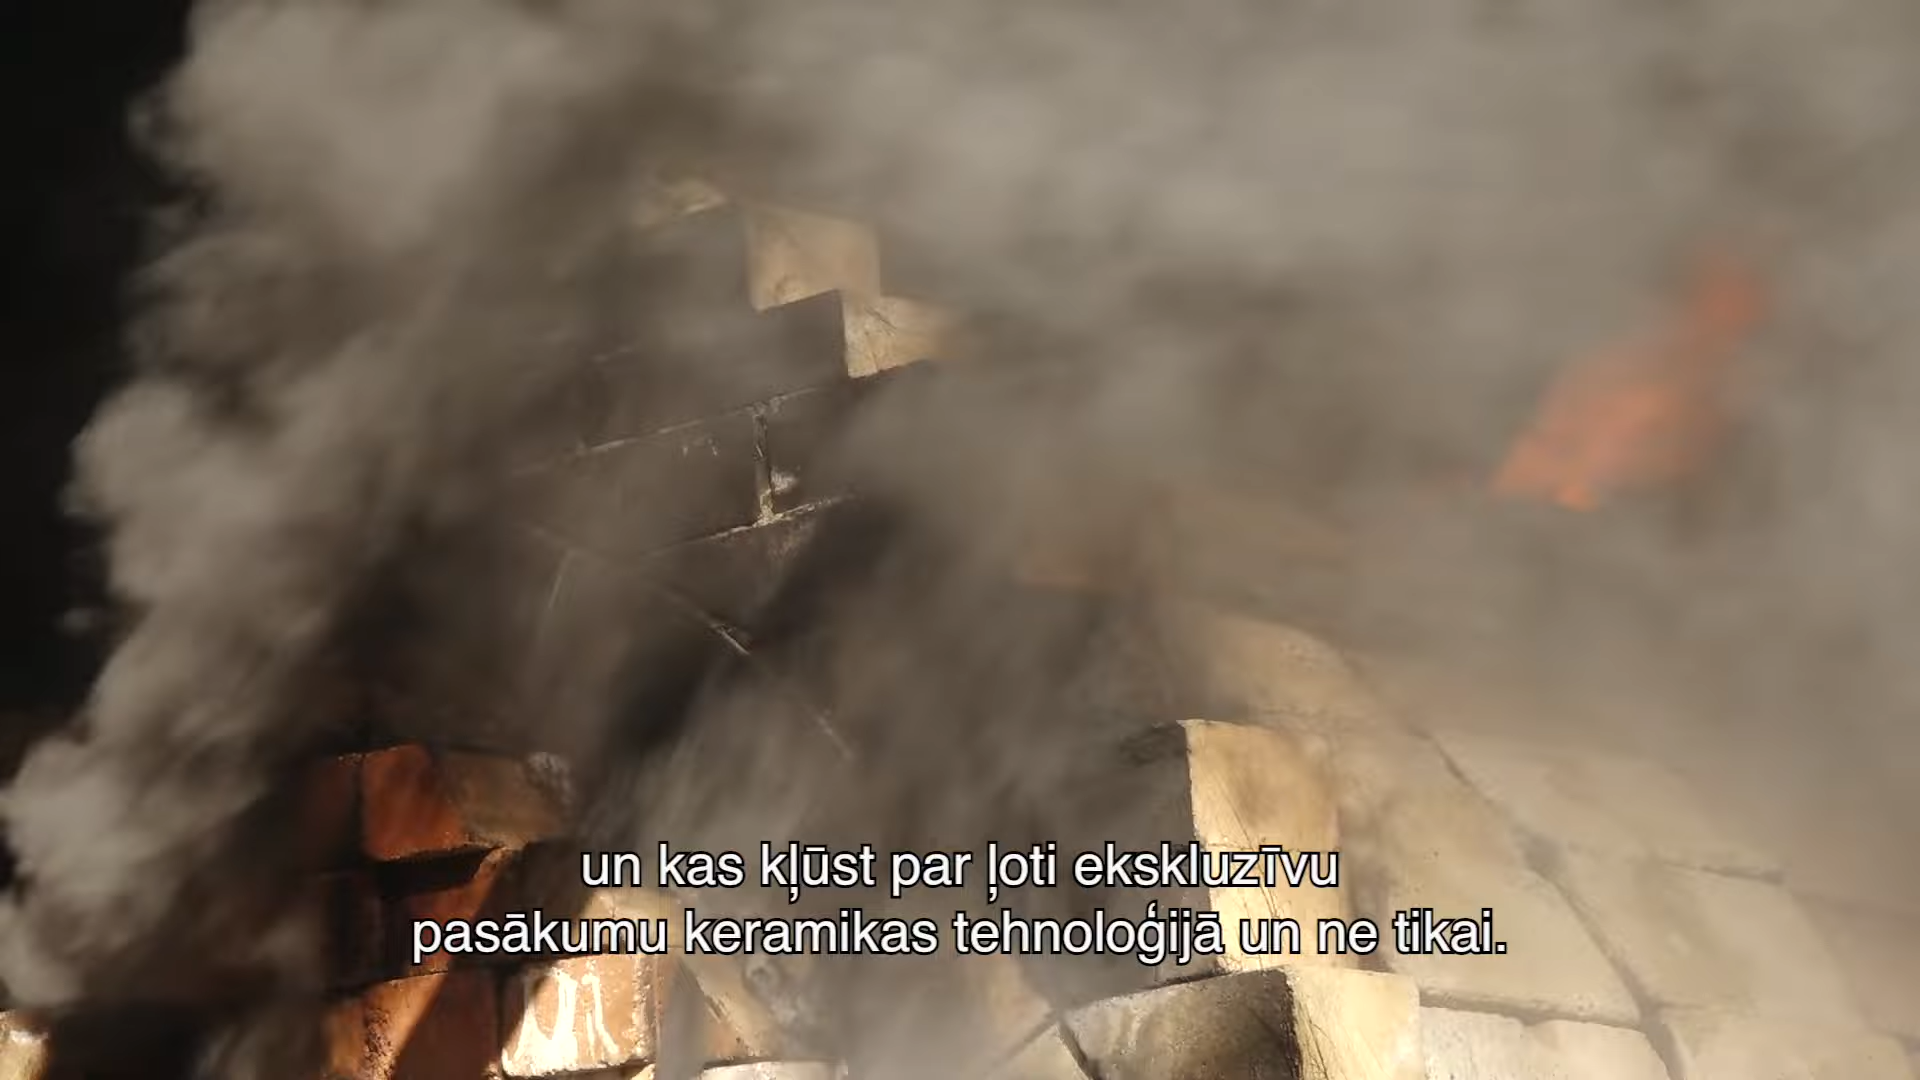 un kas kļūst par ļoti ekskluzīvu
pasākumu keramikas tehnoloģijā un ne tikai.